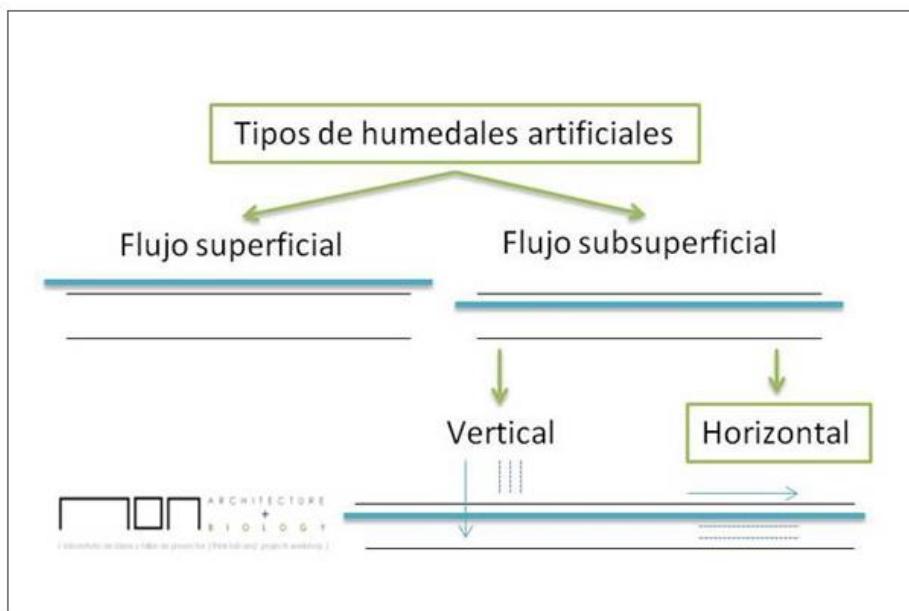 Tipos de humedales artificiales
Flujo superficial
Flujo subsuperficial
Vertical
Horizontal
ARCHITECTURE
+
BIOLOGY